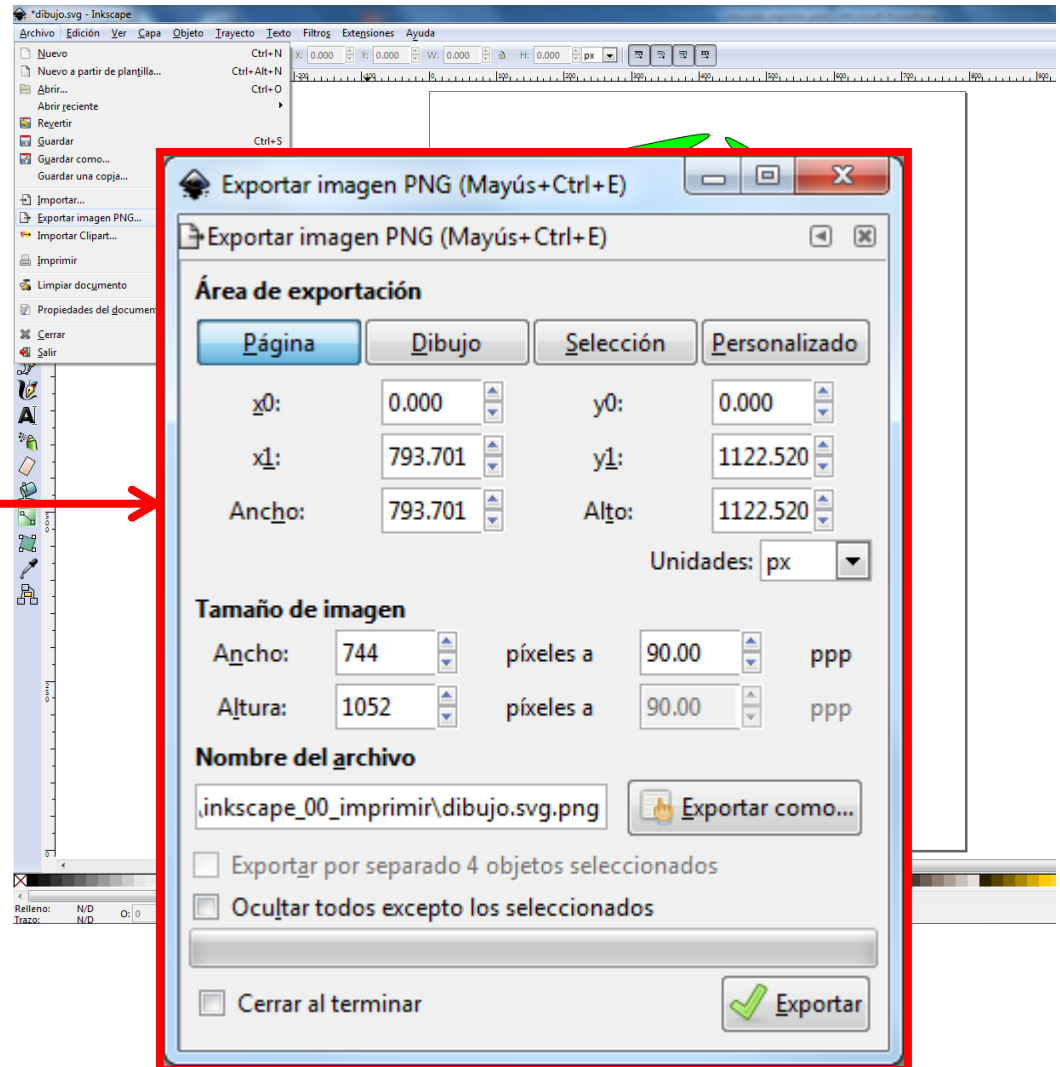 *dibujo.svg - Inkscape
Archivo Edición Ver Capa Objeto Trayecto Texto Filtros Extensiones Ayuda
Nuevo Ctrl+N
X: 0.000 Y: 0.000 W: 0.000 H: 0.000 px
Nuevo a partir de plantilla... Ctrl+Alt+N
Abrir... Ctrl+O
Abrir reciente
Revertir
Guardar Ctrl+S
Guardar como...
Guardar una copia...
Importar...
Exportar imagen PNG...
Importar Clipart...
Imprimir
Limpiar documento
Propiedades del documen
Cerrar
Salir
Exportar imagen PNG (Mayús+Ctrl+E)
Exportar imagen PNG (Mayús+Ctrl+E)
Área de exportación
Página Dibujo Selección Personalizado
x0: 0.000 y0: 0.000
x1: 793.701 y1: 1122.520
Ancho: 793.701 Alto: 1122.520
Unidades: px
Tamaño de imagen
Ancho: 744 píxeles a 90.00 ppp
Altura: 1052 píxeles a 90.00 ppp
Nombre del archivo
inkscape_00_imprimir\dibujo.svg.png Exportar como...
Exportar por separado 4 objetos seleccionados
Ocultar todos excepto los seleccionados
Cerrar al terminar Exportar
Relleno: N/D
Trazo: N/D
O: 0